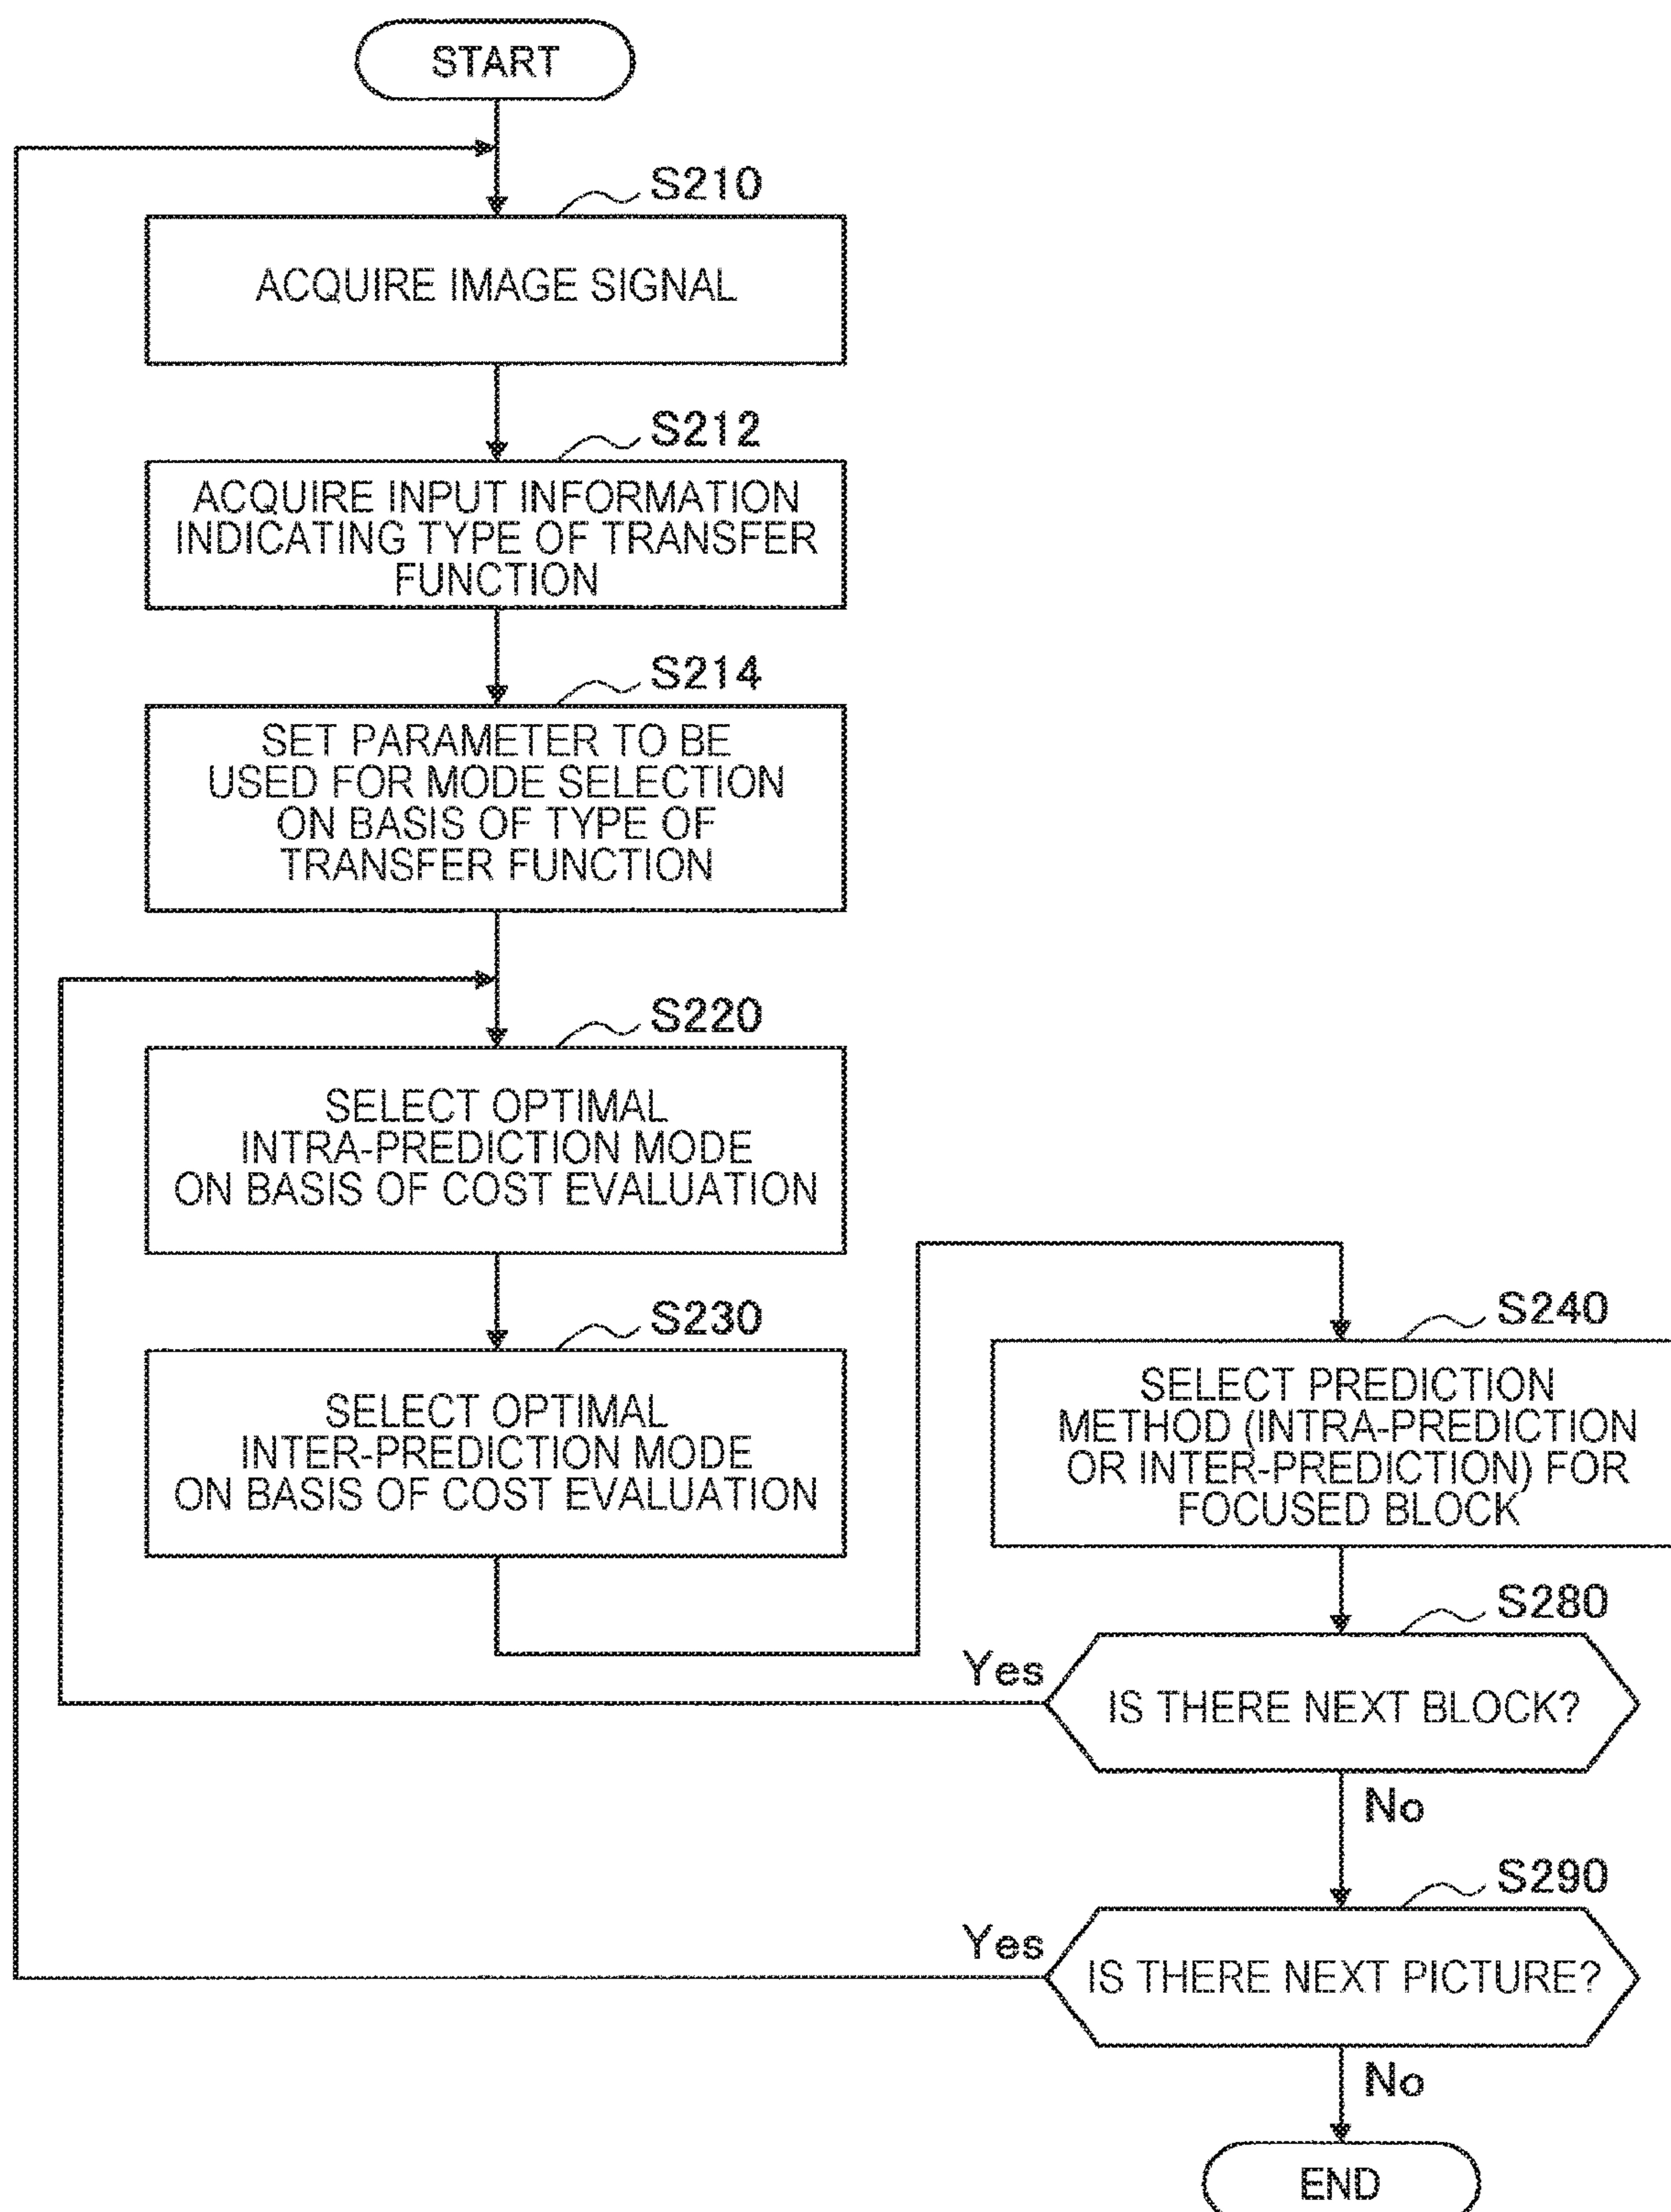 START
S210
ACQUIRE IMAGE SIGNAL
S212
ACQUIRE INPUT INFORMATION
INDICATING TYPE OF TRANSFER
FUNCTION
S214
SET PARAMETER TO BE
USED FOR MODE SELECTION
ON BASIS OF TYPE OF
TRANSFER FUNCTION
S220
SELECT OPTIMAL
INTRA-PREDICTION MODE
ON BASIS OF COST EVALUATION
S230
SELECT OPTIMAL
INTER-PREDICTION MODE
ON BASIS OF COST EVALUATION
S240
SELECT PREDICTION
METHOD (INTRA-PREDICTION
OR INTER-PREDICTION) FOR
FOCUSED BLOCK
S280
Yes
IS THERE NEXT BLOCK?
No
S290
Yes
IS THERE NEXT PICTURE?
No
END